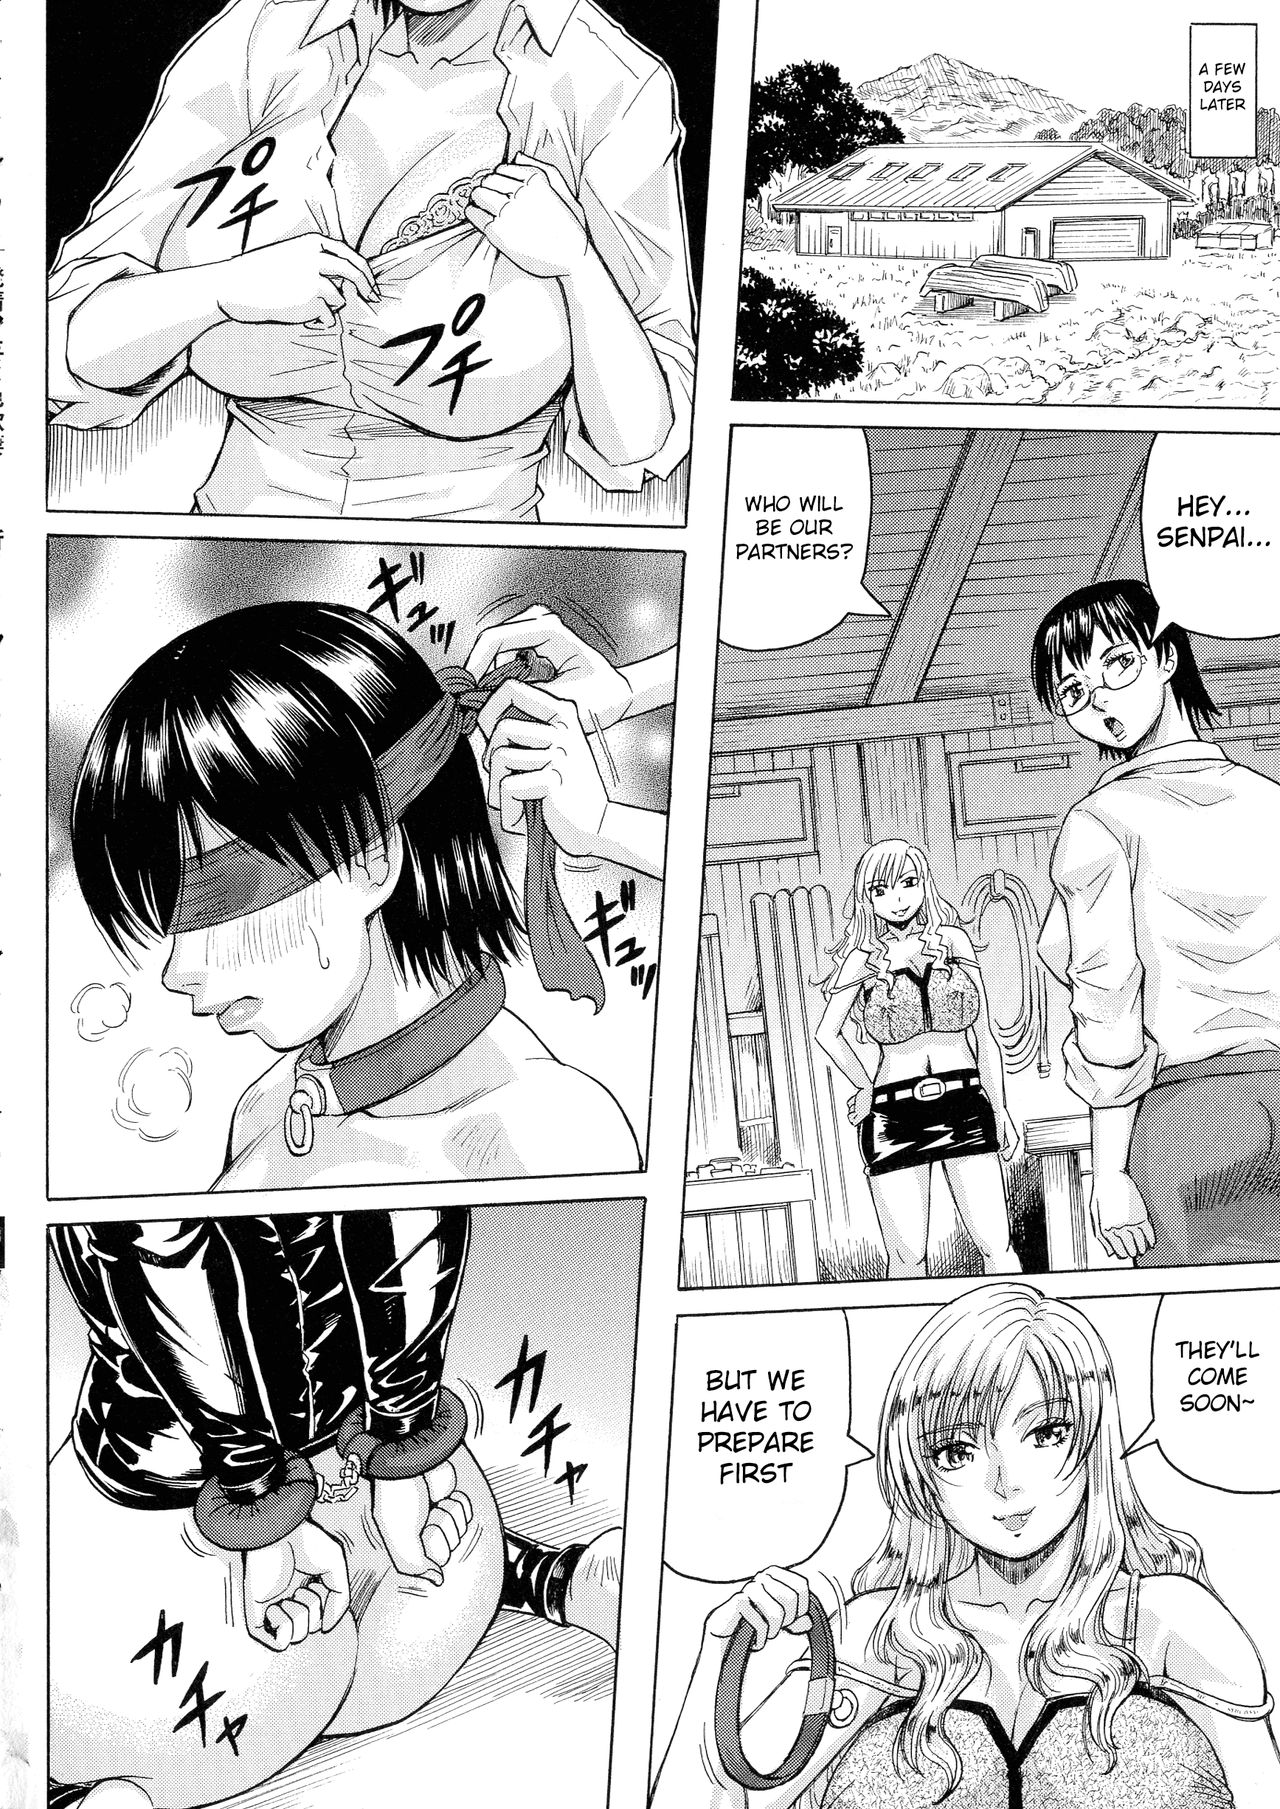 A FEW
DAYS
LATER
HEY...
SENPAI...
WHO WILL
BE OUR
PARTNERS?
THEY'LL
COME
SOON~
BUT WE
HAVE TO
PREPARE
FIRST
プチ
プチ
ギュッ
ギュッ
カチャ
カチャ